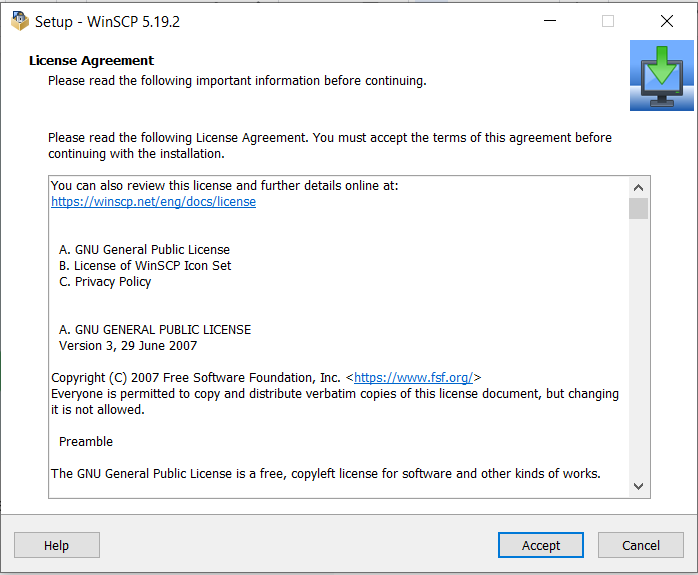 Setup - WinSCP 5.19.2
License Agreement
Please read the following important information before continuing.
Please read the following License Agreement. You must accept the terms of this agreement before
continuing with the installation.
You can also review this license and further details online at:
https://winscp.net/eng/docs/license
A. GNU General Public License
B. License of WinSCP Icon Set
C. Privacy Policy
A. GNU GENERAL PUBLIC LICENSE
Version 3, 29 June 2007
Copyright (C) 2007 Free Software Foundation, Inc. <https://www.fsf.org/>
Everyone is permitted to copy and distribute verbatim copies of this license document, but changing
it is not allowed.
Preamble
The GNU General Public License is a free, copyleft license for software and other kinds of works.
Help
Accept
Cancel